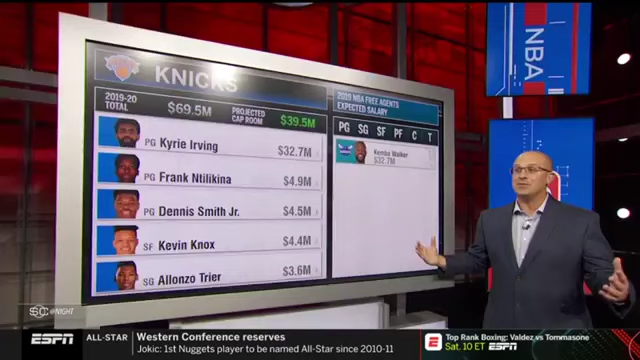 KNICKS
2019-20
TOTAL
$69.5M
PROJECTED
CAP ROOM
$39.5M
PG Kyrie Irving $32.7M
PG Frank Ntilikina $4.9M
PG Dennis Smith Jr. $4.5M
SF Kevin Knox $4.4M
SG Allonzo Trier $3.6M
2019 NBA FREE AGENTS
EXPECTED SALARY
PG SG SF PF C T
Kemba Walker
$32.7M
NBA
SC @NIGHT
ESPN
ALL-STAR
Western Conference reserves
Jokic: 1st Nuggets player to be named All-Star since 2010-11
E
Top Rank Boxing: Valdez vs Tommasone
Sat. 10 ET ESPN